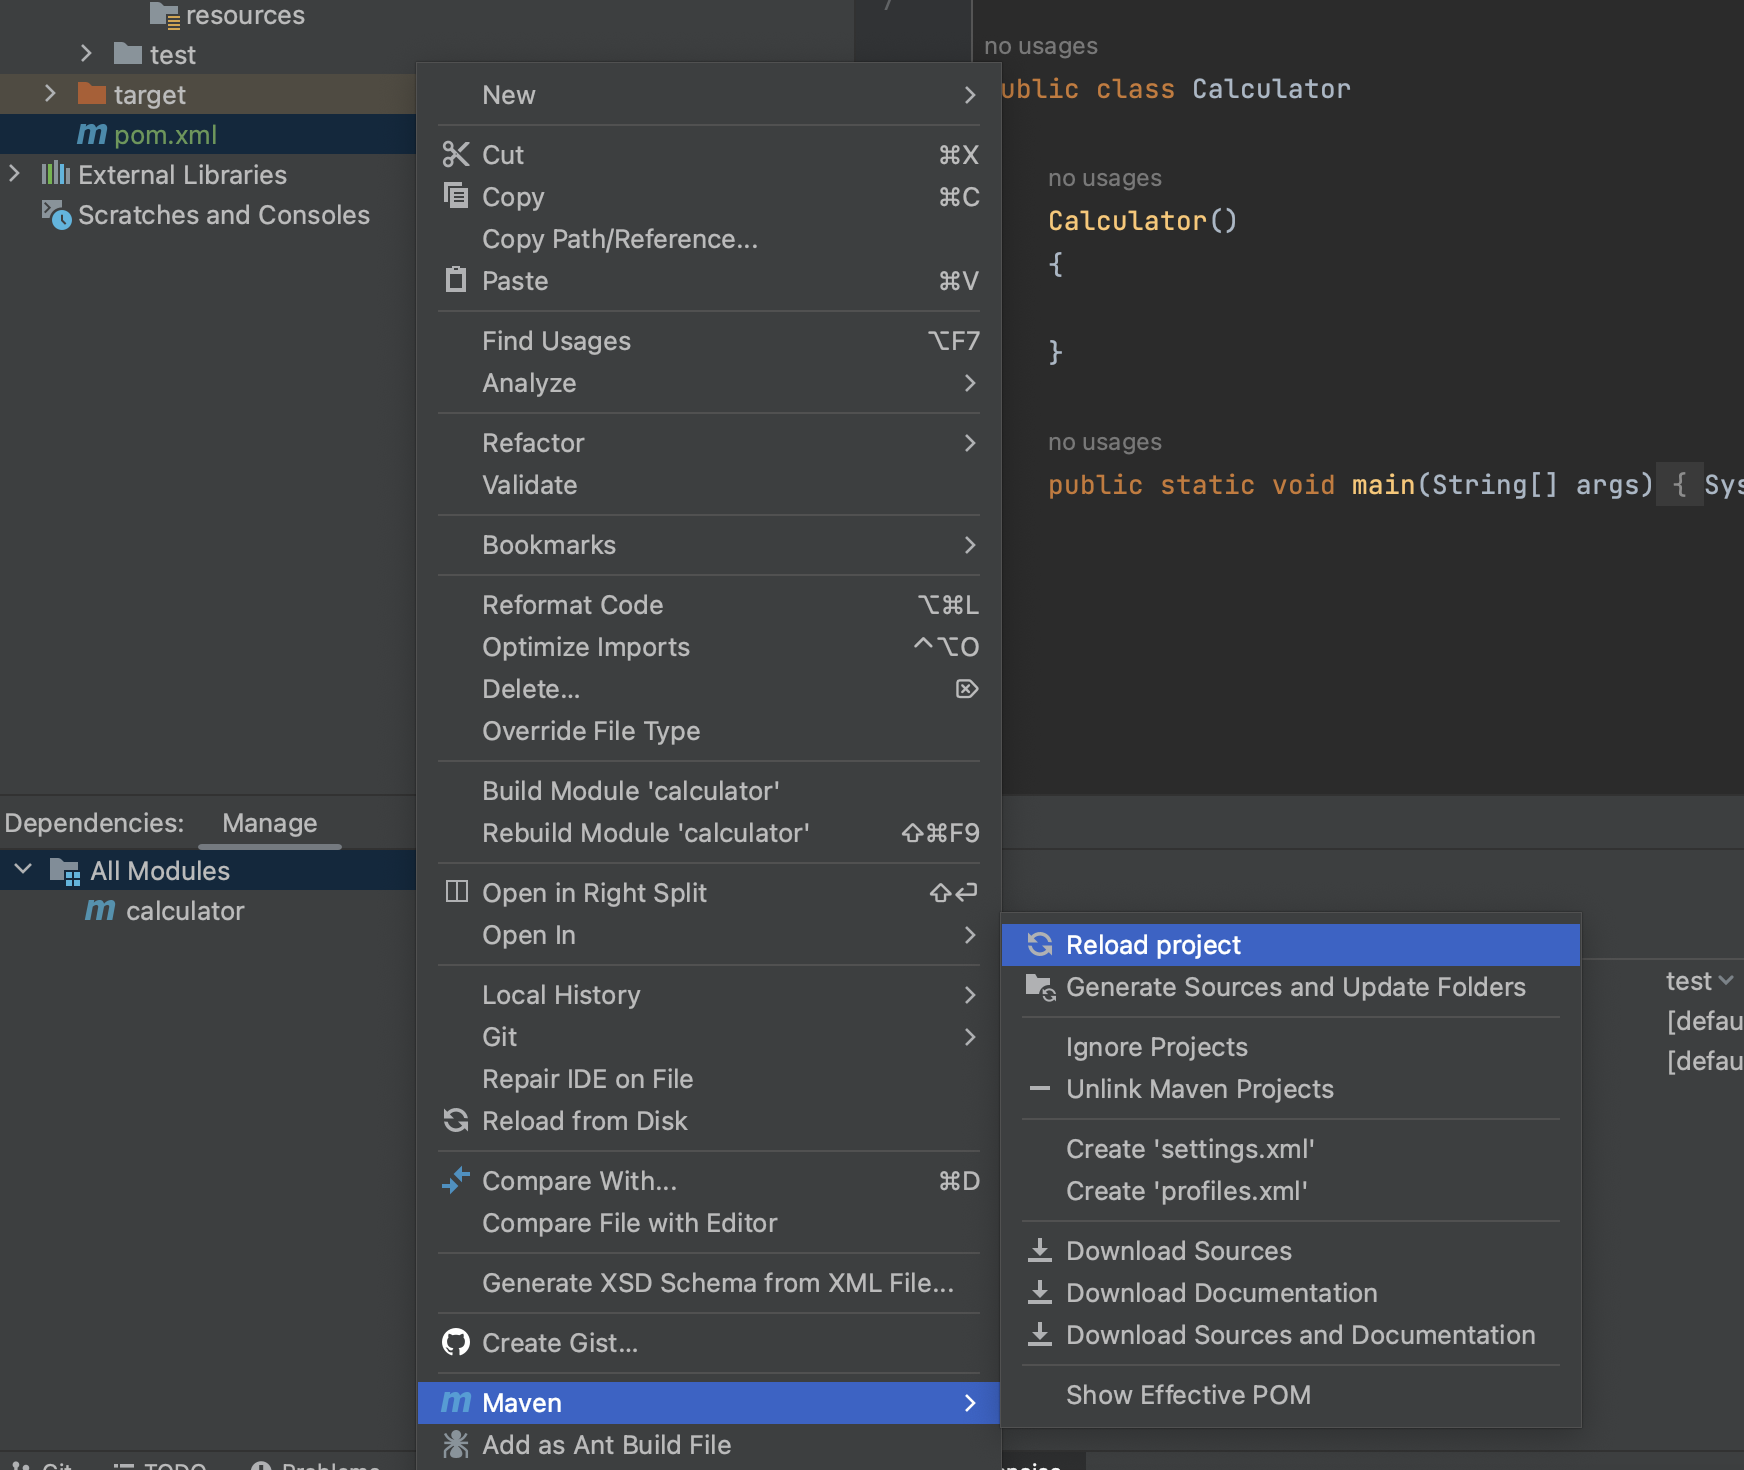 resources
test
target
pom.xml
External Libraries
Scratches and Consoles
no usages
public class Calculator
no usages
Calculator()
{
}
no usages
public static void main(String[] args) { Sys
New
Cut ⌘X
Copy ⌘C
Copy Path/Reference...
Paste ⌘V
Find Usages ⌥F7
Analyze
Refactor
Validate
Bookmarks
Reformat Code ⌥⌘L
Optimize Imports ^⌥O
Delete... ⌦
Override File Type
Build Module 'calculator'
Rebuild Module 'calculator' ⇧⌘F9
Open in Right Split ⇧↩
Open In
Local History
Git
Repair IDE on File
Reload from Disk
Compare With... ⌘D
Compare File with Editor
Generate XSD Schema from XML File...
Create Gist...
Maven
Add as Ant Build File
Dependencies: Manage
All Modules
calculator
Reload project
Generate Sources and Update Folders
Ignore Projects
Unlink Maven Projects
Create 'settings.xml'
Create 'profiles.xml'
Download Sources
Download Documentation
Download Sources and Documentation
Show Effective POM
test
[defau
[defau
Git TODO Problems